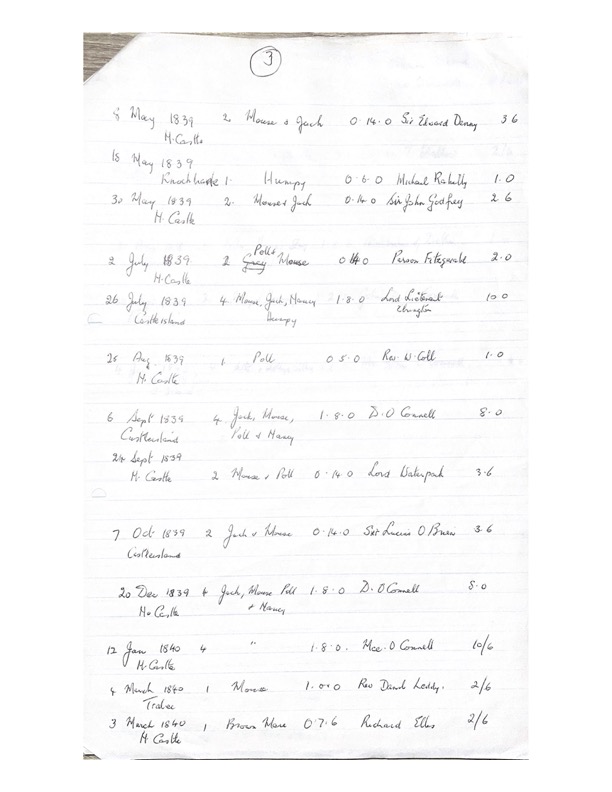 3
8 May 1839 2 Mouse & Jack 0.14.0 Sir Edward Denny 3 6
M. Castle
18 May 1839
1. Humpy 0.6.0 Michael 1.0
30 May 1839 2. Mouse & Jack 0.14.0 Sir John Godfrey 2 6
M. Castle
Poll &
2 July 1839 2 Mouse 0 14 0 Person Fitzgerald 2.0
M. Castle
26 July 1839 4 Mouse, Jack, Nancy 1.8.0 Lord Lieutenant 10 0
Castleisland Humpy Ebrington
Aug 1839 1 Poll 0 5.0 Rev W. Coll 1.0
M. Castle
6 Sept 1839 4 Jack, Mouse, 1.8.0 D. O Connell 8.0
Castleisland Poll & Nancy
24 Sept 1839
M. Castle 2 Mouse & Poll 0.14.0 Lord Waterpark 3.6
7 Oct 1839 2 Jack & Mouse 0.14.0 Sir Lucius O Brien 3 6
Castleisland
20 Dec 1839 4 Jack, Mouse Poll 1.8.0 D. O Connell 8.0
M. Castle & Nancy
12 Jan 1840 4 " 1.8.0. Mce. O Connell 10/6
M. Castle
4 March 1840 1 Mouse 1.0.0 Rev Leddy. 2/6
Tralee
3 March 1840 1 Brown Mare 0.7.6 Richard Ellis 2/6
M Castle